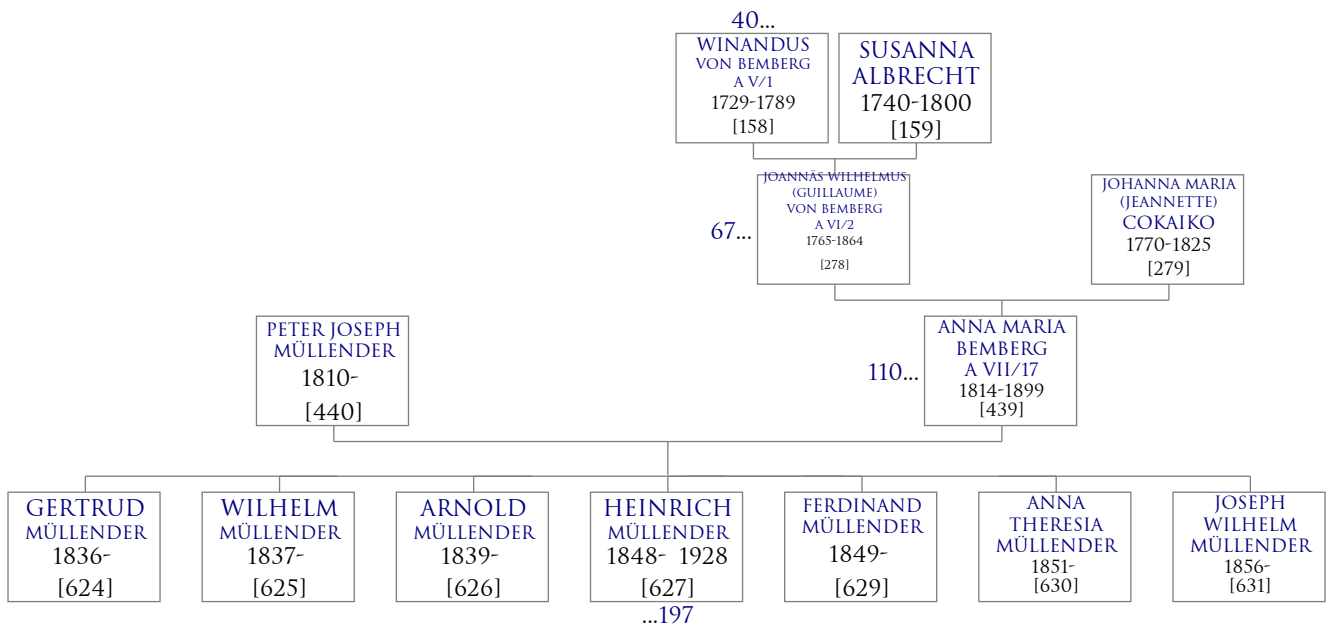 40...
WINANDUS
VON BEMBERG
A V/1
1729-1789
[158]
SUSANNA
ALBRECHT
1740-1800
[159]
JOANNÄS WILHELMUS
(GUILLAUME)
VON BEMBERG
A VI/2
1765-1864
[278]
67...
JOHANNA MARIA
(JEANNETTE)
COKAIKO
1770-1825
[279]
PETER JOSEPH
MÜLLENDER
1810-
[440]
110...
ANNA MARIA
BEMBERG
A VII/17
1814-1899
[439]
GERTRUD
MÜLLENDER
1836-
[624]
WILHELM
MÜLLENDER
1837-
[625]
ARNOLD
MÜLLENDER
1839-
[626]
HEINRICH
MÜLLENDER
1848- 1928
[627]
...197
FERDINAND
MÜLLENDER
1849-
[629]
ANNA
THERESIA
MÜLLENDER
1851-
[630]
JOSEPH
WILHELM
MÜLLENDER
1856-
[631]